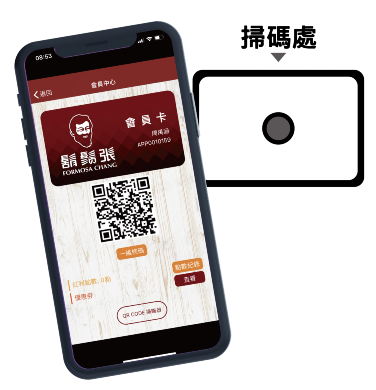 掃碼處
08:53
返回
會員中心
會員卡
APP0010150
鬍鬚張
FORMOSA CHANG
一維條碼
紅利點數: 0 點
點數紀錄
優惠券:
查看
QR CODE 掃描器